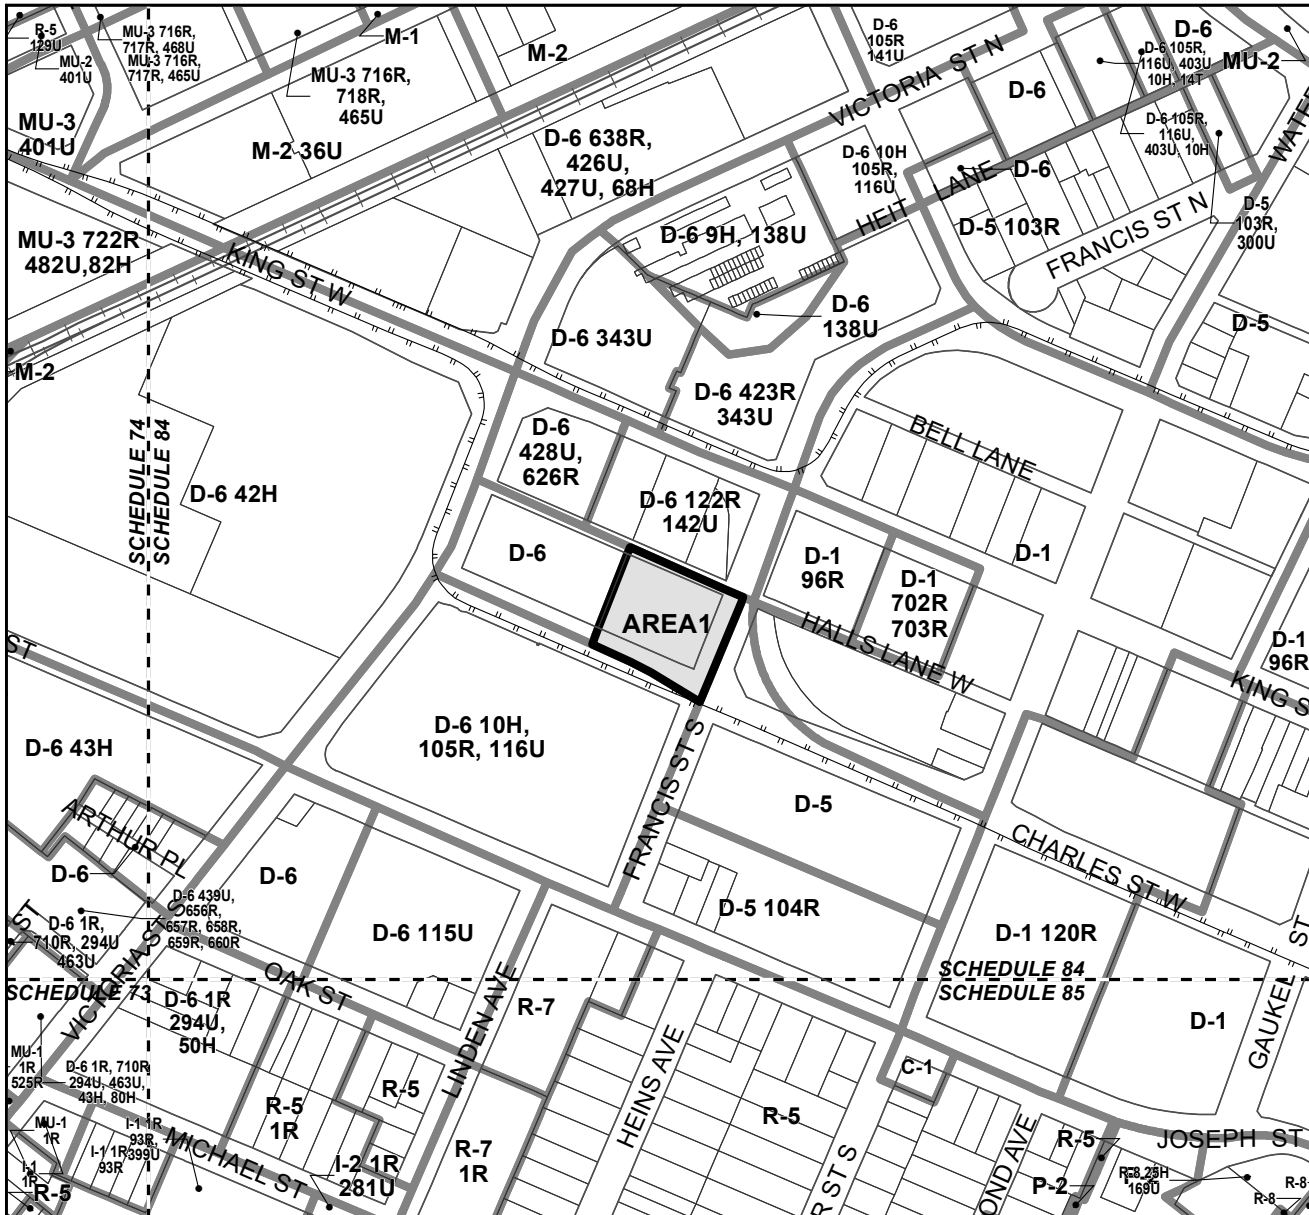 R-5
129U
MU-2
401U
MU-3 716R,
717R, 468U
MU-3 716R,
717R, 465U
M-1
MU-3 716R,
718R,
465U
M-2
D-6
105R
141U
VICTORIA ST N
D-6
D-6 105R,
116U, 403U
10H, 14T
MU-2
D-6
D-6 105R,
116U,
403U, 10H
MU-3
401U
M-2 36U
D-6 638R,
426U,
427U, 68H
D-6 10H
105R,
116U
HEIT LANE
D-6
D-5 103R
FRANCIS ST N
D-5
103R,
300U
MU-3 722R
482U,82H
KING ST W
D-6 9H, 138U
D-6
138U
D-6 343U
D-5
M-2
D-6 423R
343U
SCHEDULE 74
SCHEDULE 84
D-6 42H
D-6
428U,
626R
D-6 122R
142U
BELL LANE
D-6
D-1
96R
D-1
702R
703R
D-1
AREA1
HALLS LANE W
D-1
96R
KING S
ST
D-6 43H
D-6 10H,
105R, 116U
FRANCIS ST S
D-5
ARTHUR PL
CHARLES ST W
D-6
D-6
D-6 439U,
656R,
657R, 658R,
659R, 660R
D-6 1R,
710R, 294U
463U
ST
VICTORIA ST S
D-6 115U
D-5 104R
D-1 120R
SCHEDULE 84
SCHEDULE 85
SCHEDULE 73
D-6 1R
294U,
50H
OAK ST
LINDEN AVE
R-7
HEINS AVE
D-1
GAUKEL ST
MU-1
1R
525R
D-6 1R, 710R,
294U, 463U,
43H, 80H
R-5
1R
R-5
C-1
R-5
MU-1
1R
I-1 1R
93R
I-1 1R
93R,
399U
MICHAEL ST
I-1
1R
R-5
I-2 1R
281U
R-7
1R
R-5
JOSEPH ST
P-2
R-8 25H
169U
R-8
R-8
OND AVE
R ST S